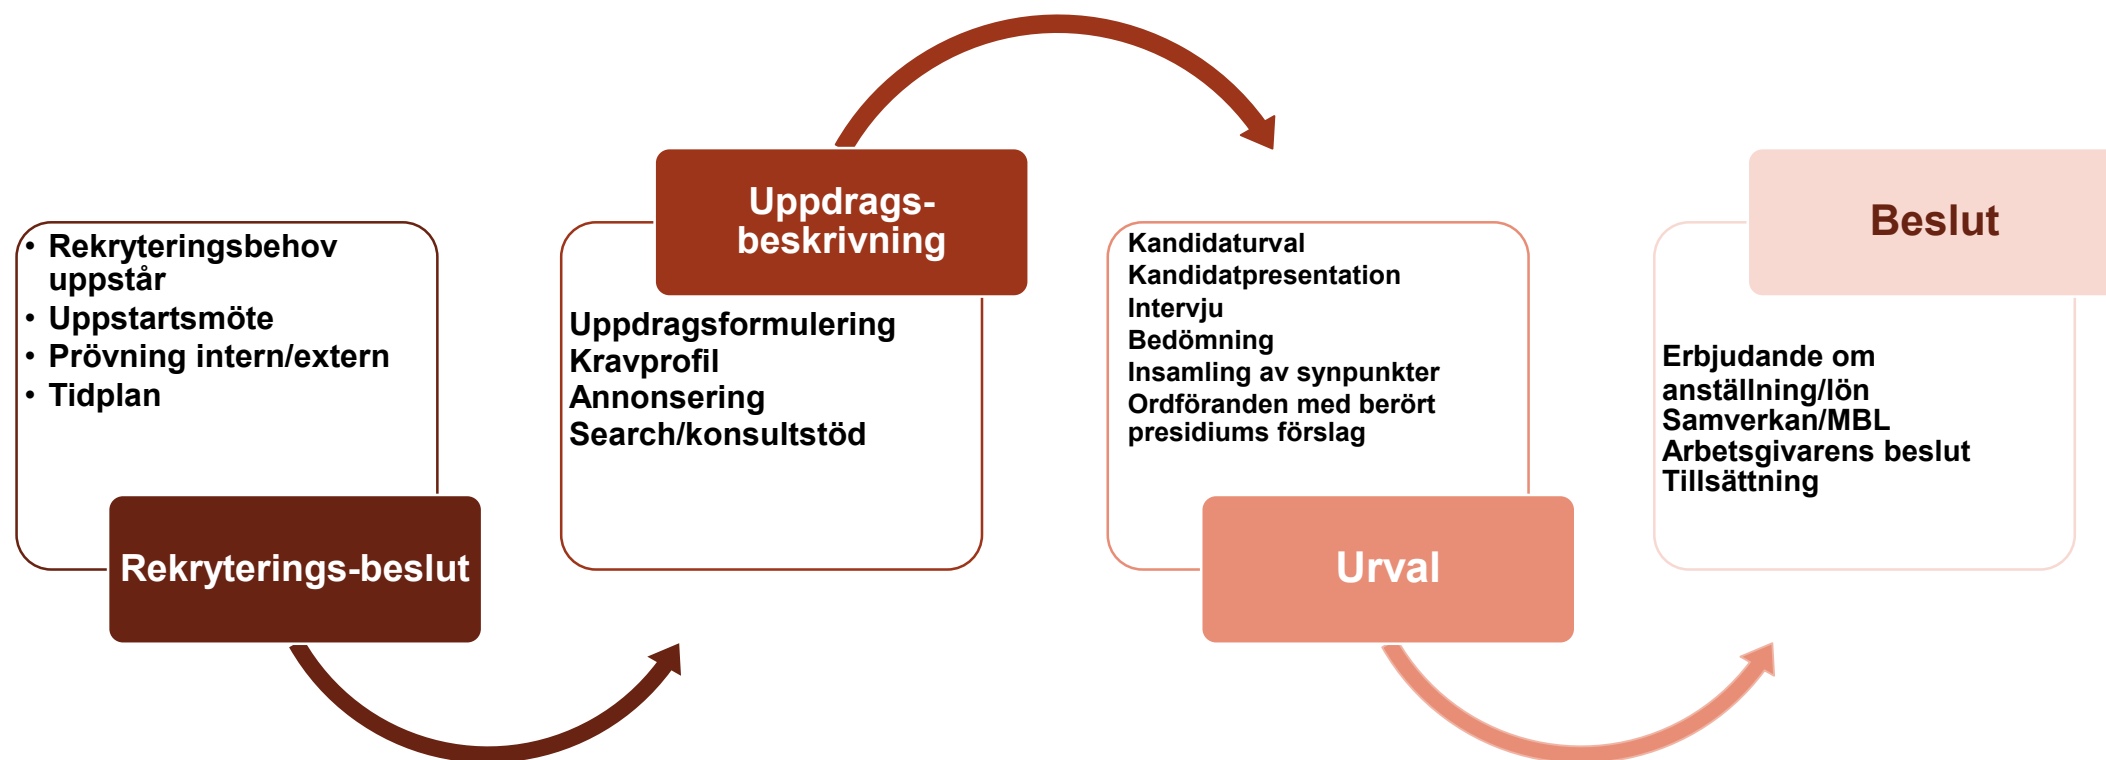 • Rekryteringsbehov
uppstår
• Uppstartsmöte
• Prövning intern/extern
• Tidplan
Rekryterings-beslut
Uppdrags-
beskrivning
Uppdragsformulering
Kravprofil
Annonsering
Search/konsultstöd
Kandidaturval
Kandidatpresentation
Intervju
Bedömning
Insamling av synpunkter
Ordföranden med berört
presidiums förslag
Urval
Beslut
Erbjudande om
anställning/lön
Samverkan/MBL
Arbetsgivarens beslut
Tillsättning